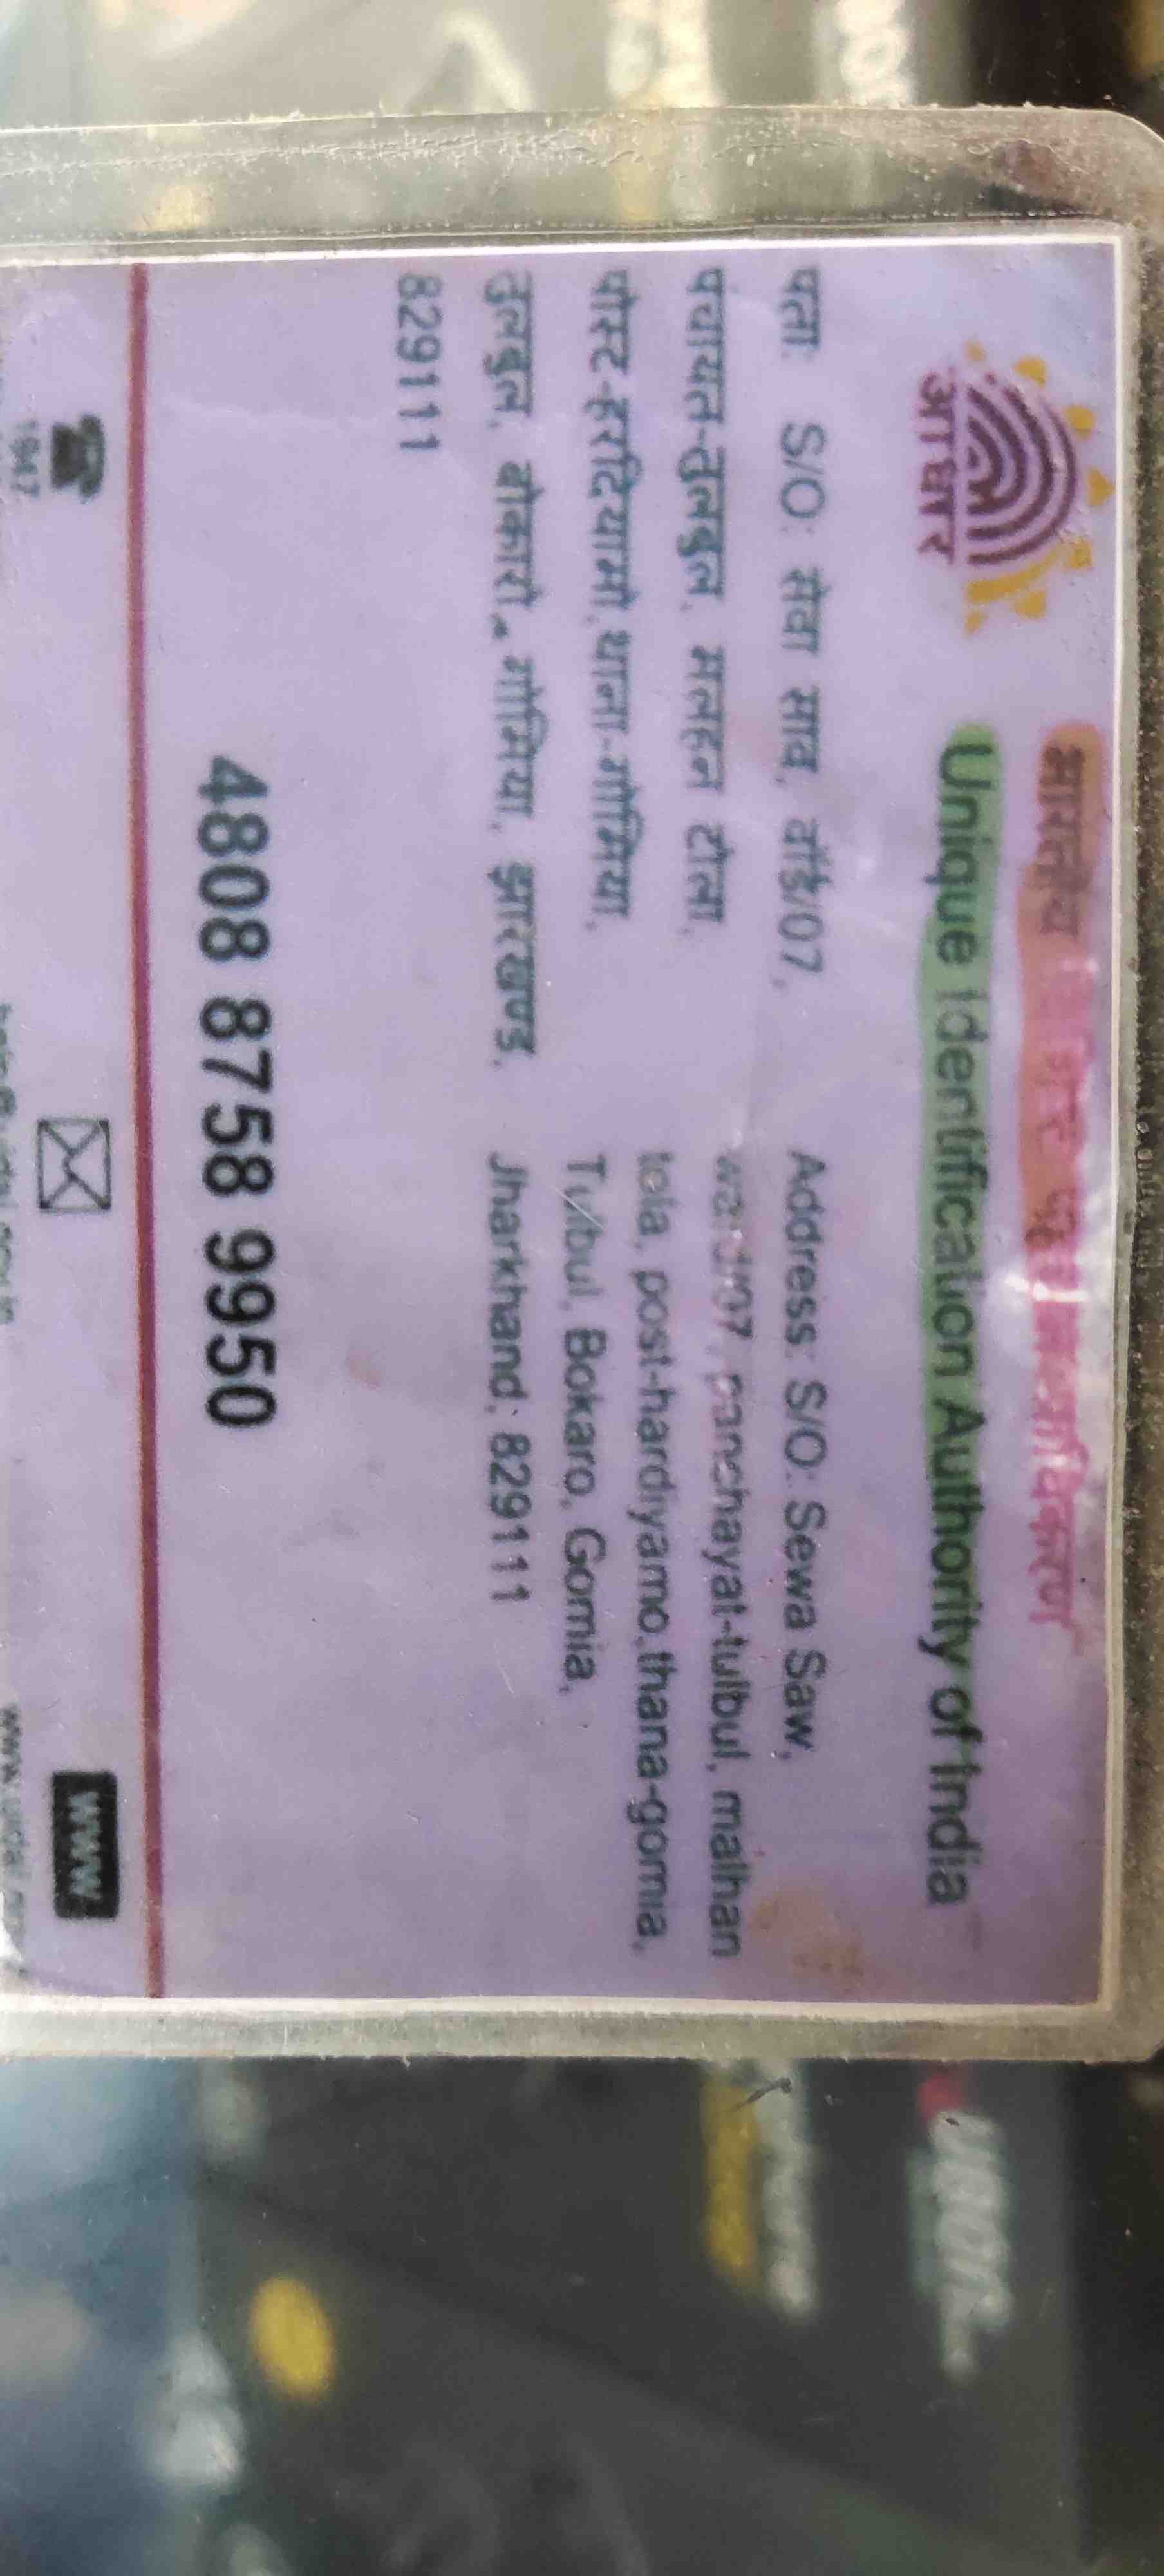 भारतीय विशिष्ट पहचान प्राधिकरण
Unique Identification Authority of India
आधार
पता: S/O: सेवा साव, वॉर्ड/07,
पंचायत-तुलबुल, मलहन टोला,
पोस्ट-हरदियामो,थाना-गोमिया,
तुलबुल, बोकारो, गोमिया, झारखण्ड,
829111
Address: S/O: Sewa Saw,
ward/07, panchayat-tulbul, malhan
tola, post-hardiyamo,thana-gomia,
Tulbul, Bokaro, Gomia,
Jharkhand, 829111
4808 8758 9950
1947
www